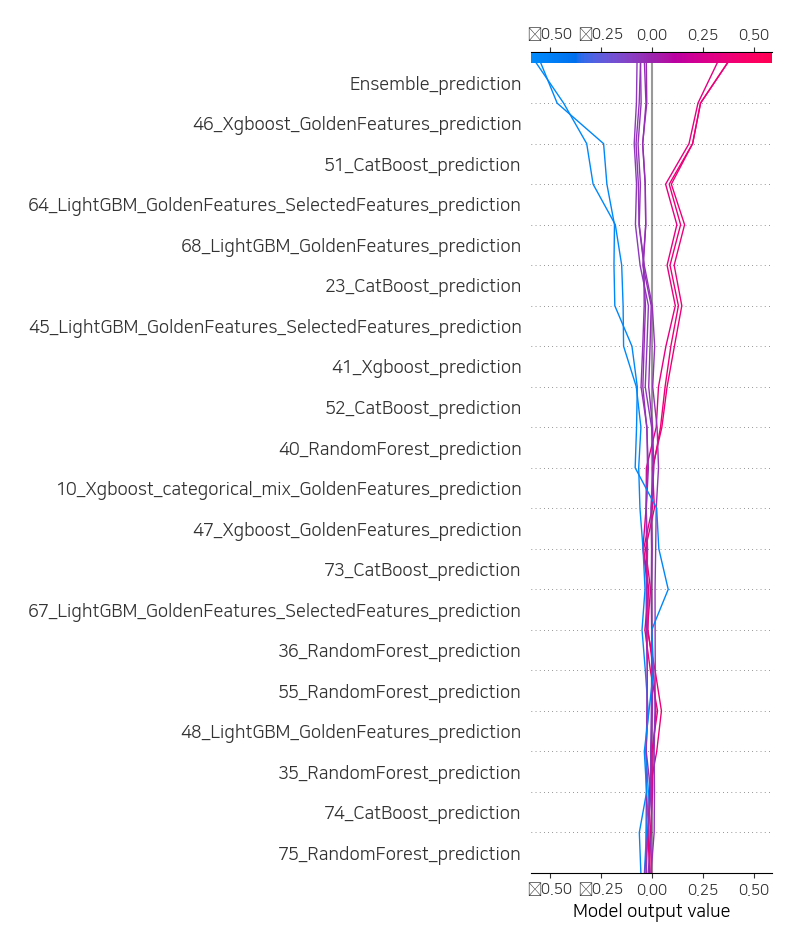 0.50 0.25 0.00 0.25 0.50
Ensemble_prediction
46_Xgboost_GoldenFeatures_prediction
51_CatBoost_prediction
64_LightGBM_GoldenFeatures_SelectedFeatures_prediction
68_LightGBM_GoldenFeatures_prediction
23_CatBoost_prediction
45_LightGBM_GoldenFeatures_SelectedFeatures_prediction
41_Xgboost_prediction
52_CatBoost_prediction
40_RandomForest_prediction
10_Xgboost_categorical_mix_GoldenFeatures_prediction
47_Xgboost_GoldenFeatures_prediction
73_CatBoost_prediction
67_LightGBM_GoldenFeatures_SelectedFeatures_prediction
36_RandomForest_prediction
55_RandomForest_prediction
48_LightGBM_GoldenFeatures_prediction
35_RandomForest_prediction
74_CatBoost_prediction
75_RandomForest_prediction
0.50 0.25 0.00 0.25 0.50
Model output value